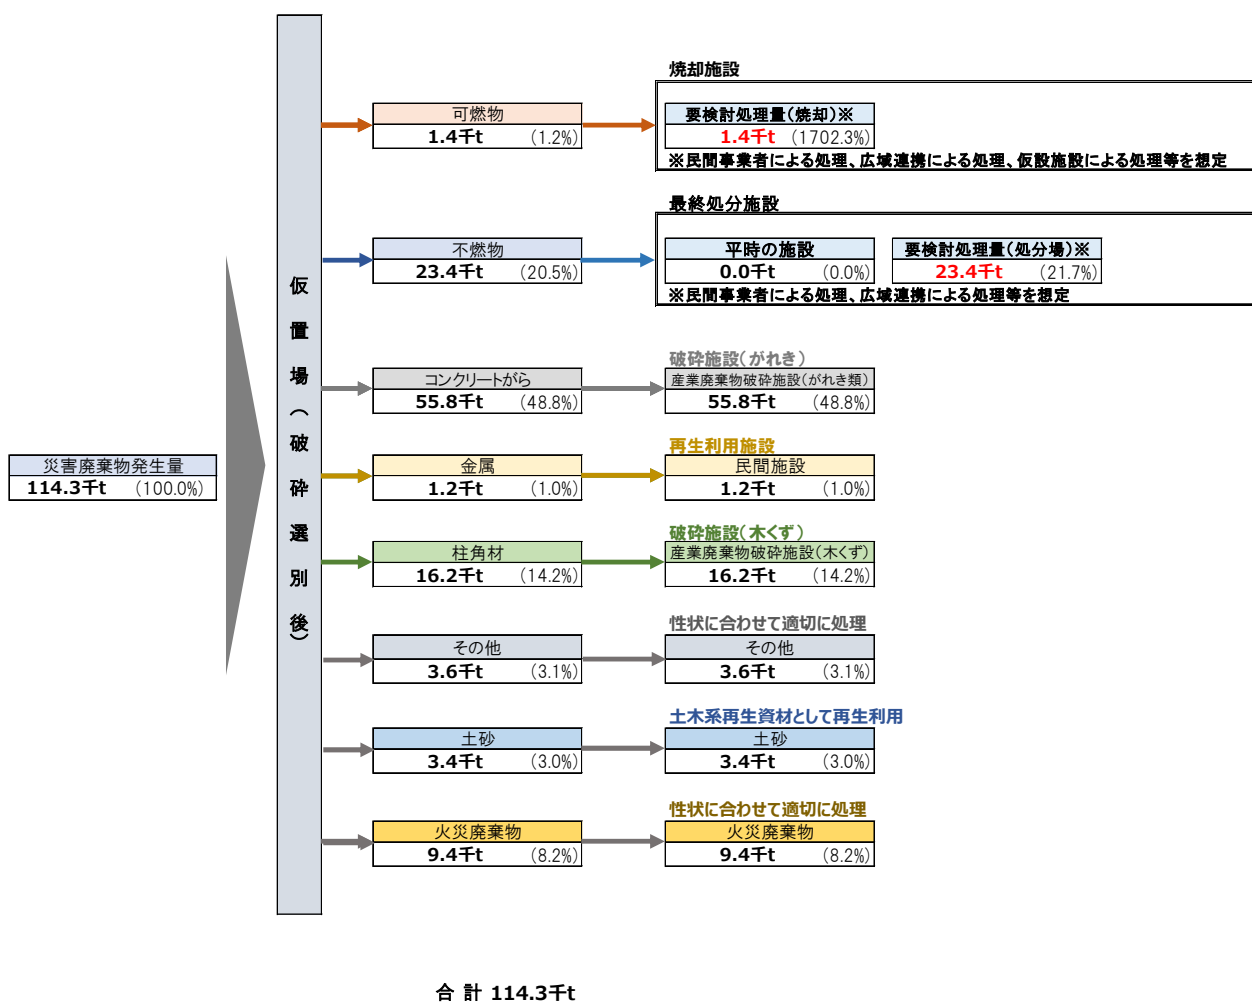 災害廃棄物発生量
114.3千t (100.0%)
仮置場(破砕選別後)
焼却施設
可燃物
1.4千t (1.2%)
要検討処理量(焼却)※
1.4千t (1702.3%)
※民間事業者による処理、広域連携による処理、仮設施設による処理等を想定
最終処分施設
不燃物
23.4千t (20.5%)
平時の施設
0.0千t (0.0%)
要検討処理量(処分場)※
23.4千t (21.7%)
※民間事業者による処理、広域連携による処理等を想定
破砕施設(がれき)
コンクリートがら
55.8千t (48.8%)
産業廃棄物破砕施設(がれき類)
55.8千t (48.8%)
再生利用施設
金属
1.2千t (1.0%)
民間施設
1.2千t (1.0%)
破砕施設(木くず)
柱角材
16.2千t (14.2%)
産業廃棄物破砕施設(木くず)
16.2千t (14.2%)
性状に合わせて適切に処理
その他
3.6千t (3.1%)
その他
3.6千t (3.1%)
土木系再生資材として再生利用
土砂
3.4千t (3.0%)
土砂
3.4千t (3.0%)
性状に合わせて適切に処理
火災廃棄物
9.4千t (8.2%)
火災廃棄物
9.4千t (8.2%)
合 計 114.3千t